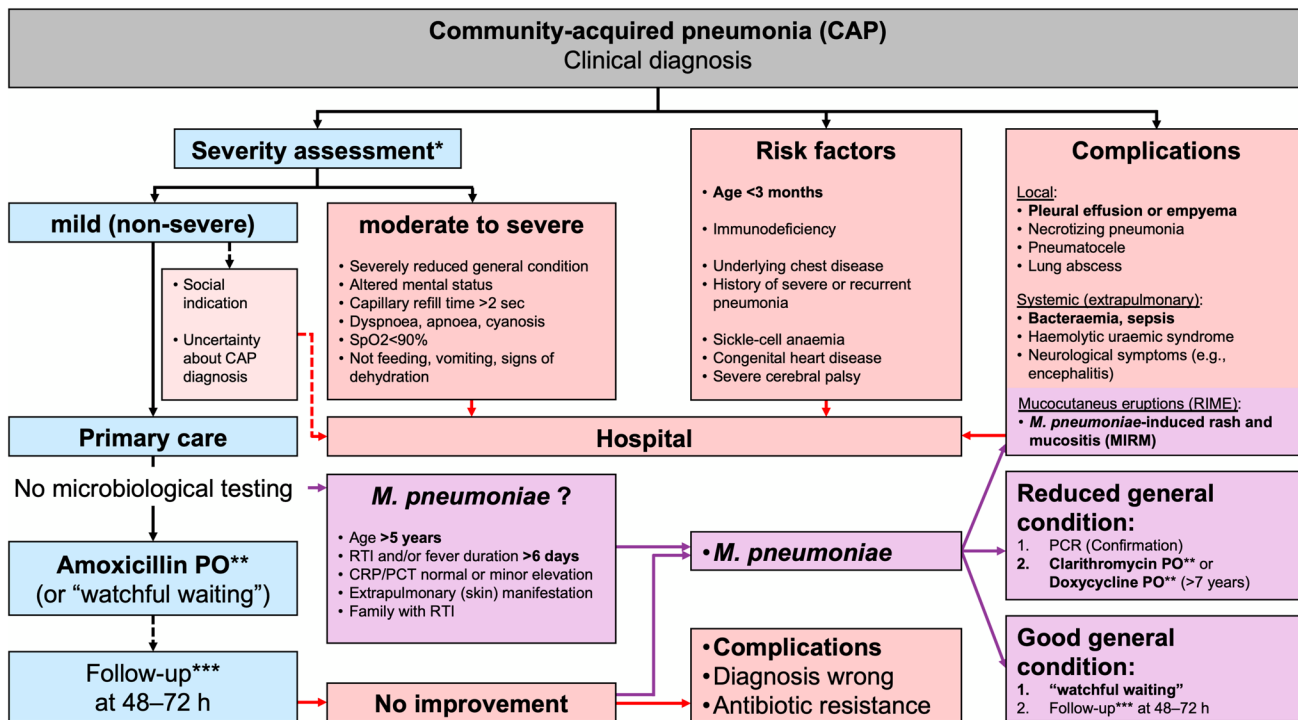 Community-acquired pneumonia (CAP)
Clinical diagnosis
Severity assessment*
mild (non-severe)
• Social
indication
• Uncertainty
about CAP
diagnosis
moderate to severe
• Severely reduced general condition
• Altered mental status
• Capillary refill time >2 sec
• Dyspnoea, apnoea, cyanosis
• SpO2<90%
• Not feeding, vomiting, signs of
dehydration
Risk factors
• Age <3 months
• Immunodeficiency
• Underlying chest disease
• History of severe or recurrent
pneumonia
• Sickle-cell anaemia
• Congenital heart disease
• Severe cerebral palsy
Complications
Local:
• Pleural effusion or empyema
• Necrotizing pneumonia
• Pneumatocele
• Lung abscess
Systemic (extrapulmonary):
• Bacteraemia, sepsis
• Haemolytic uraemic syndrome
• Neurological symptoms (e.g.,
encephalitis)
Mucocutaneus eruptions (RIME):
• M. pneumoniae-induced rash and
mucositis (MIRM)
Primary care
Hospital
No microbiological testing
M. pneumoniae ?
• Age >5 years
• RTI and/or fever duration >6 days
• CRP/PCT normal or minor elevation
• Extrapulmonary (skin) manifestation
• Family with RTI
• M. pneumoniae
Reduced general
condition:
1. PCR (Confirmation)
2. Clarithromycin PO** or
Doxycycline PO** (>7 years)
Amoxicillin PO**
(or “watchful waiting”)
Follow-up***
at 48–72 h
No improvement
• Complications
• Diagnosis wrong
• Antibiotic resistance
Good general
condition:
1. “watchful waiting”
2. Follow-up*** at 48–72 h